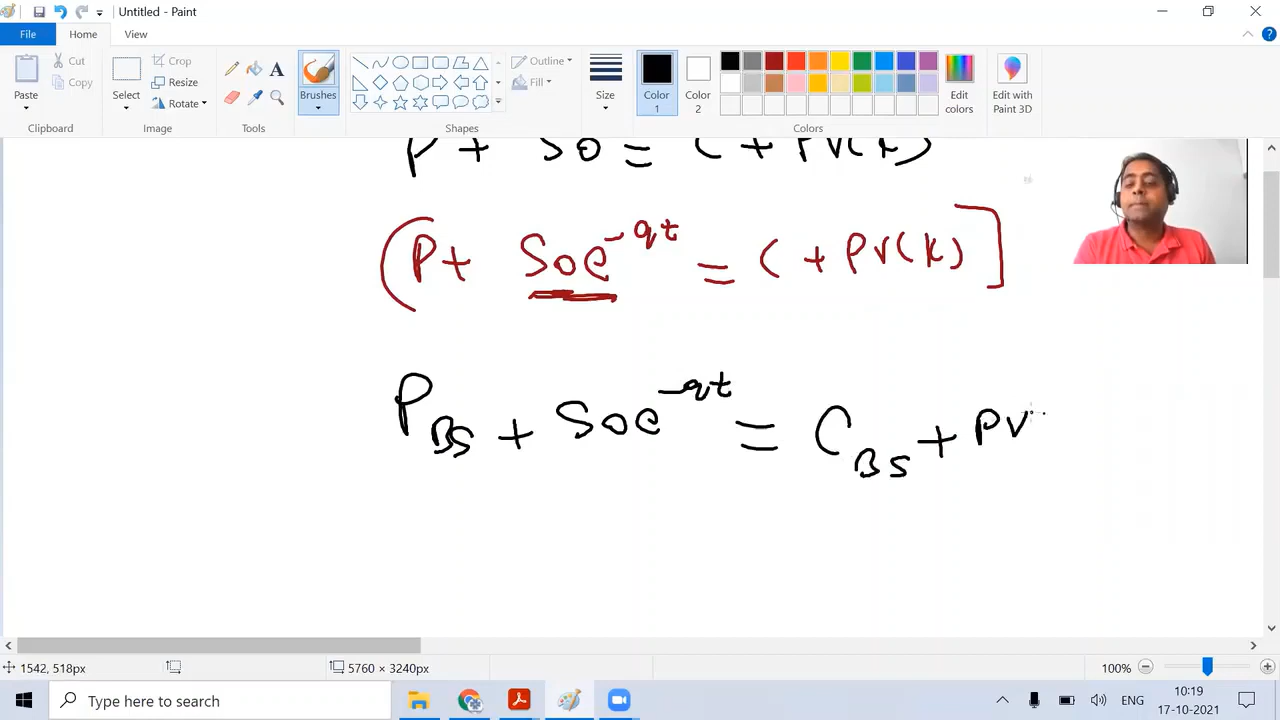 Untitled - Paint
File Home View
Paste Cut Copy Clipboard
Select Crop Resize Rotate Image
Tools
Brushes
Shapes Outline Fill
Size
Color 1 Color 2 Colors
Edit colors
Edit with Paint 3D
P + So = C + PV(K)
(P + Soe^-qt = C + PV(K)]
P_BS + Soe^-qt = C_BS + PV
1542, 518px 5760 × 3240px 100%
Type here to search ENG 10:19 17-10-2021